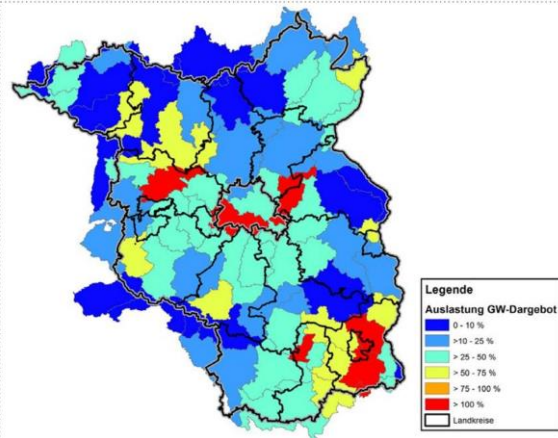 Legende
Auslastung GW-Dargebot
0 - 10 %
>10 - 25 %
> 25 - 50 %
> 50 - 75 %
> 75 - 100 %
> 100 %
Landkreise